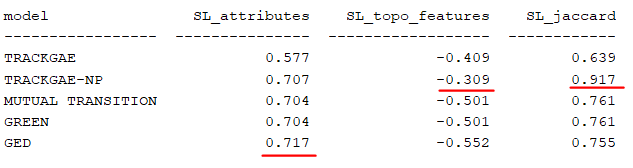 model SL_attributes SL_topo_features SL_jaccard
----------------- --------------- ------------------ ------------
TRACKGAE 0.577 -0.409 0.639
TRACKGAE-NP 0.707 -0.309 0.917
MUTUAL TRANSITION 0.704 -0.501 0.761
GREEN 0.704 -0.501 0.761
GED 0.717 -0.552 0.755